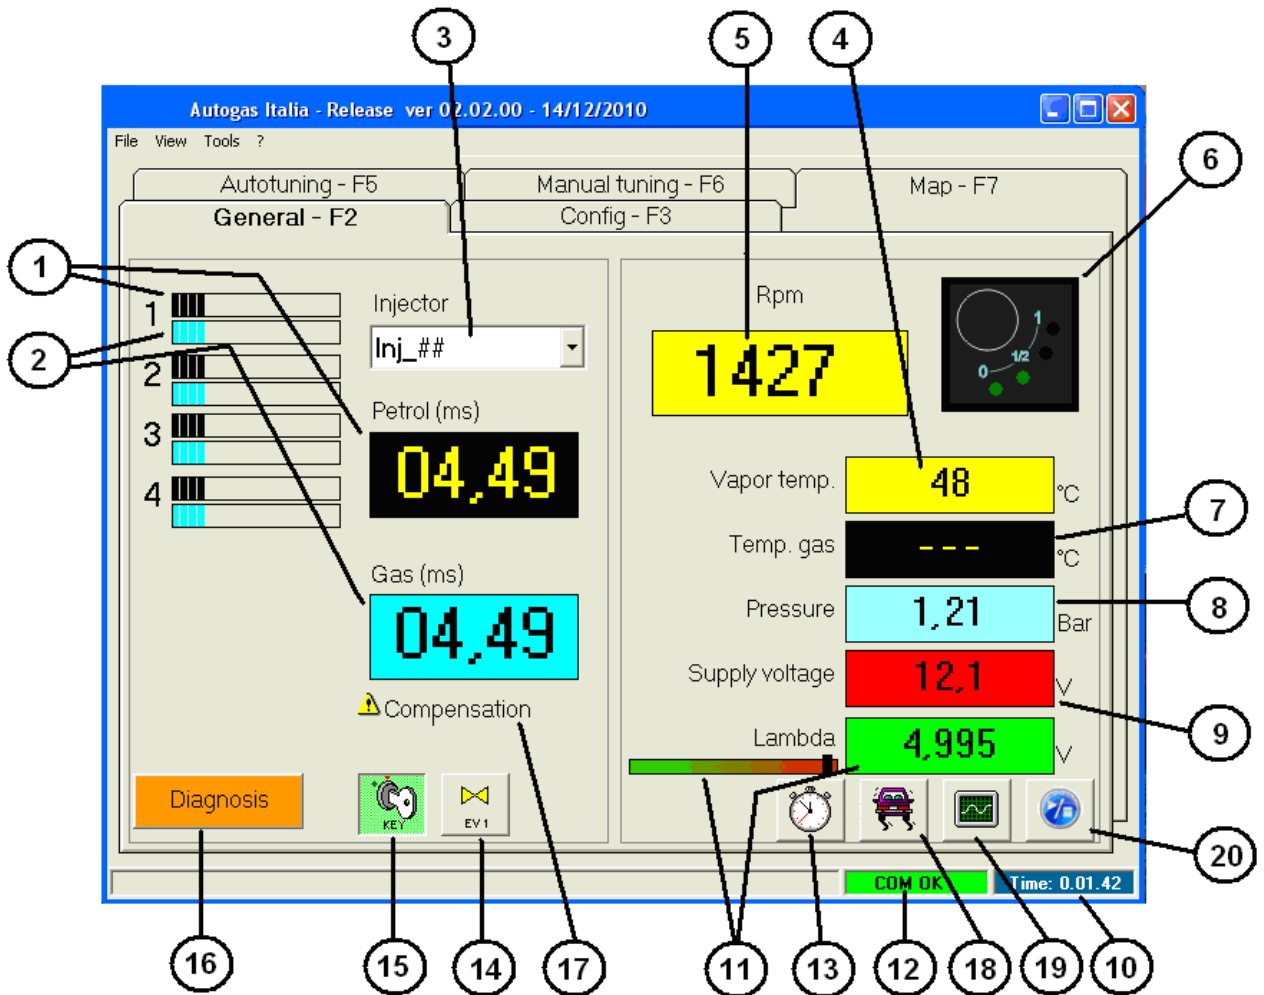 3
5
4
Autogas Italia - Release ver 02.02.00 - 14/12/2010
File View Tools ?
6
Autotuning - F5
Manual tuning - F6
Map - F7
General - F2
Config - F3
1
2
1
2
3
4
Injector
Inj_##
Petrol (ms)
04,49
Gas (ms)
04,49
Compensation
Rpm
1427
1
1/2
0
Vapor temp.
48
°C
Temp. gas
---
°C
7
Pressure
1,21
Bar
8
Supply voltage
12,1
V
9
Lambda
4,995
V
Diagnosis
KEY
EV1
20
COM OK
Time: 0.01.42
16
15
14
17
11
13
12
18
19
10